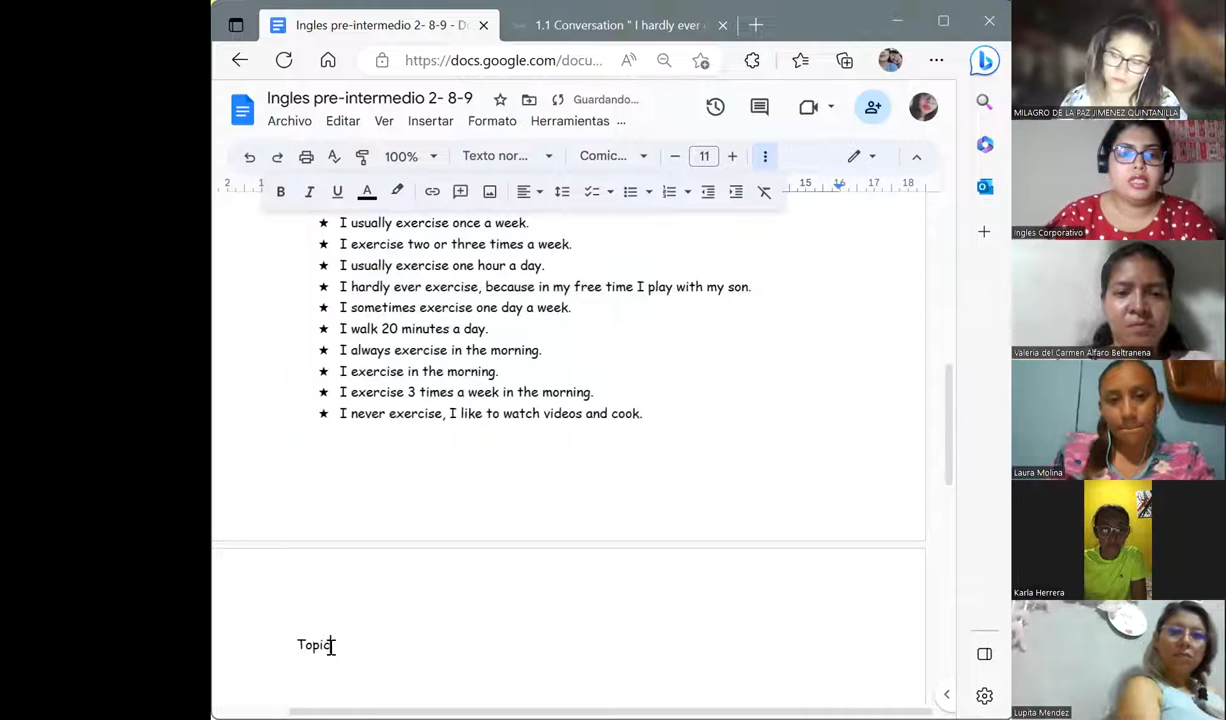 Ingles pre-intermedio 2- 8-9 - Do
1.1 Conversation " I hardly ever
https://docs.google.com/docu...
Ingles pre-intermedio 2- 8-9
Guardando...
Archivo Editar Ver Insertar Formato Herramientas ...
100% Texto nor... Comic... 11
2 1 15 16 17 18
★ I usually exercise once a week.
★ I exercise two or three times a week.
★ I usually exercise one hour a day.
★ I hardly ever exercise, because in my free time I play with my son.
★ I sometimes exercise one day a week.
★ I walk 20 minutes a day.
★ I always exercise in the morning.
★ I exercise in the morning.
★ I exercise 3 times a week in the morning.
★ I never exercise, I like to watch videos and cook.
Topic
MILAGRO DE LA PAZ JIMENEZ QUINTANILLA
Ingles Corporativo
Valeria del Carmen Alfaro Beltranena
Laura Molina
Karla Herrera
Lupita Mendez